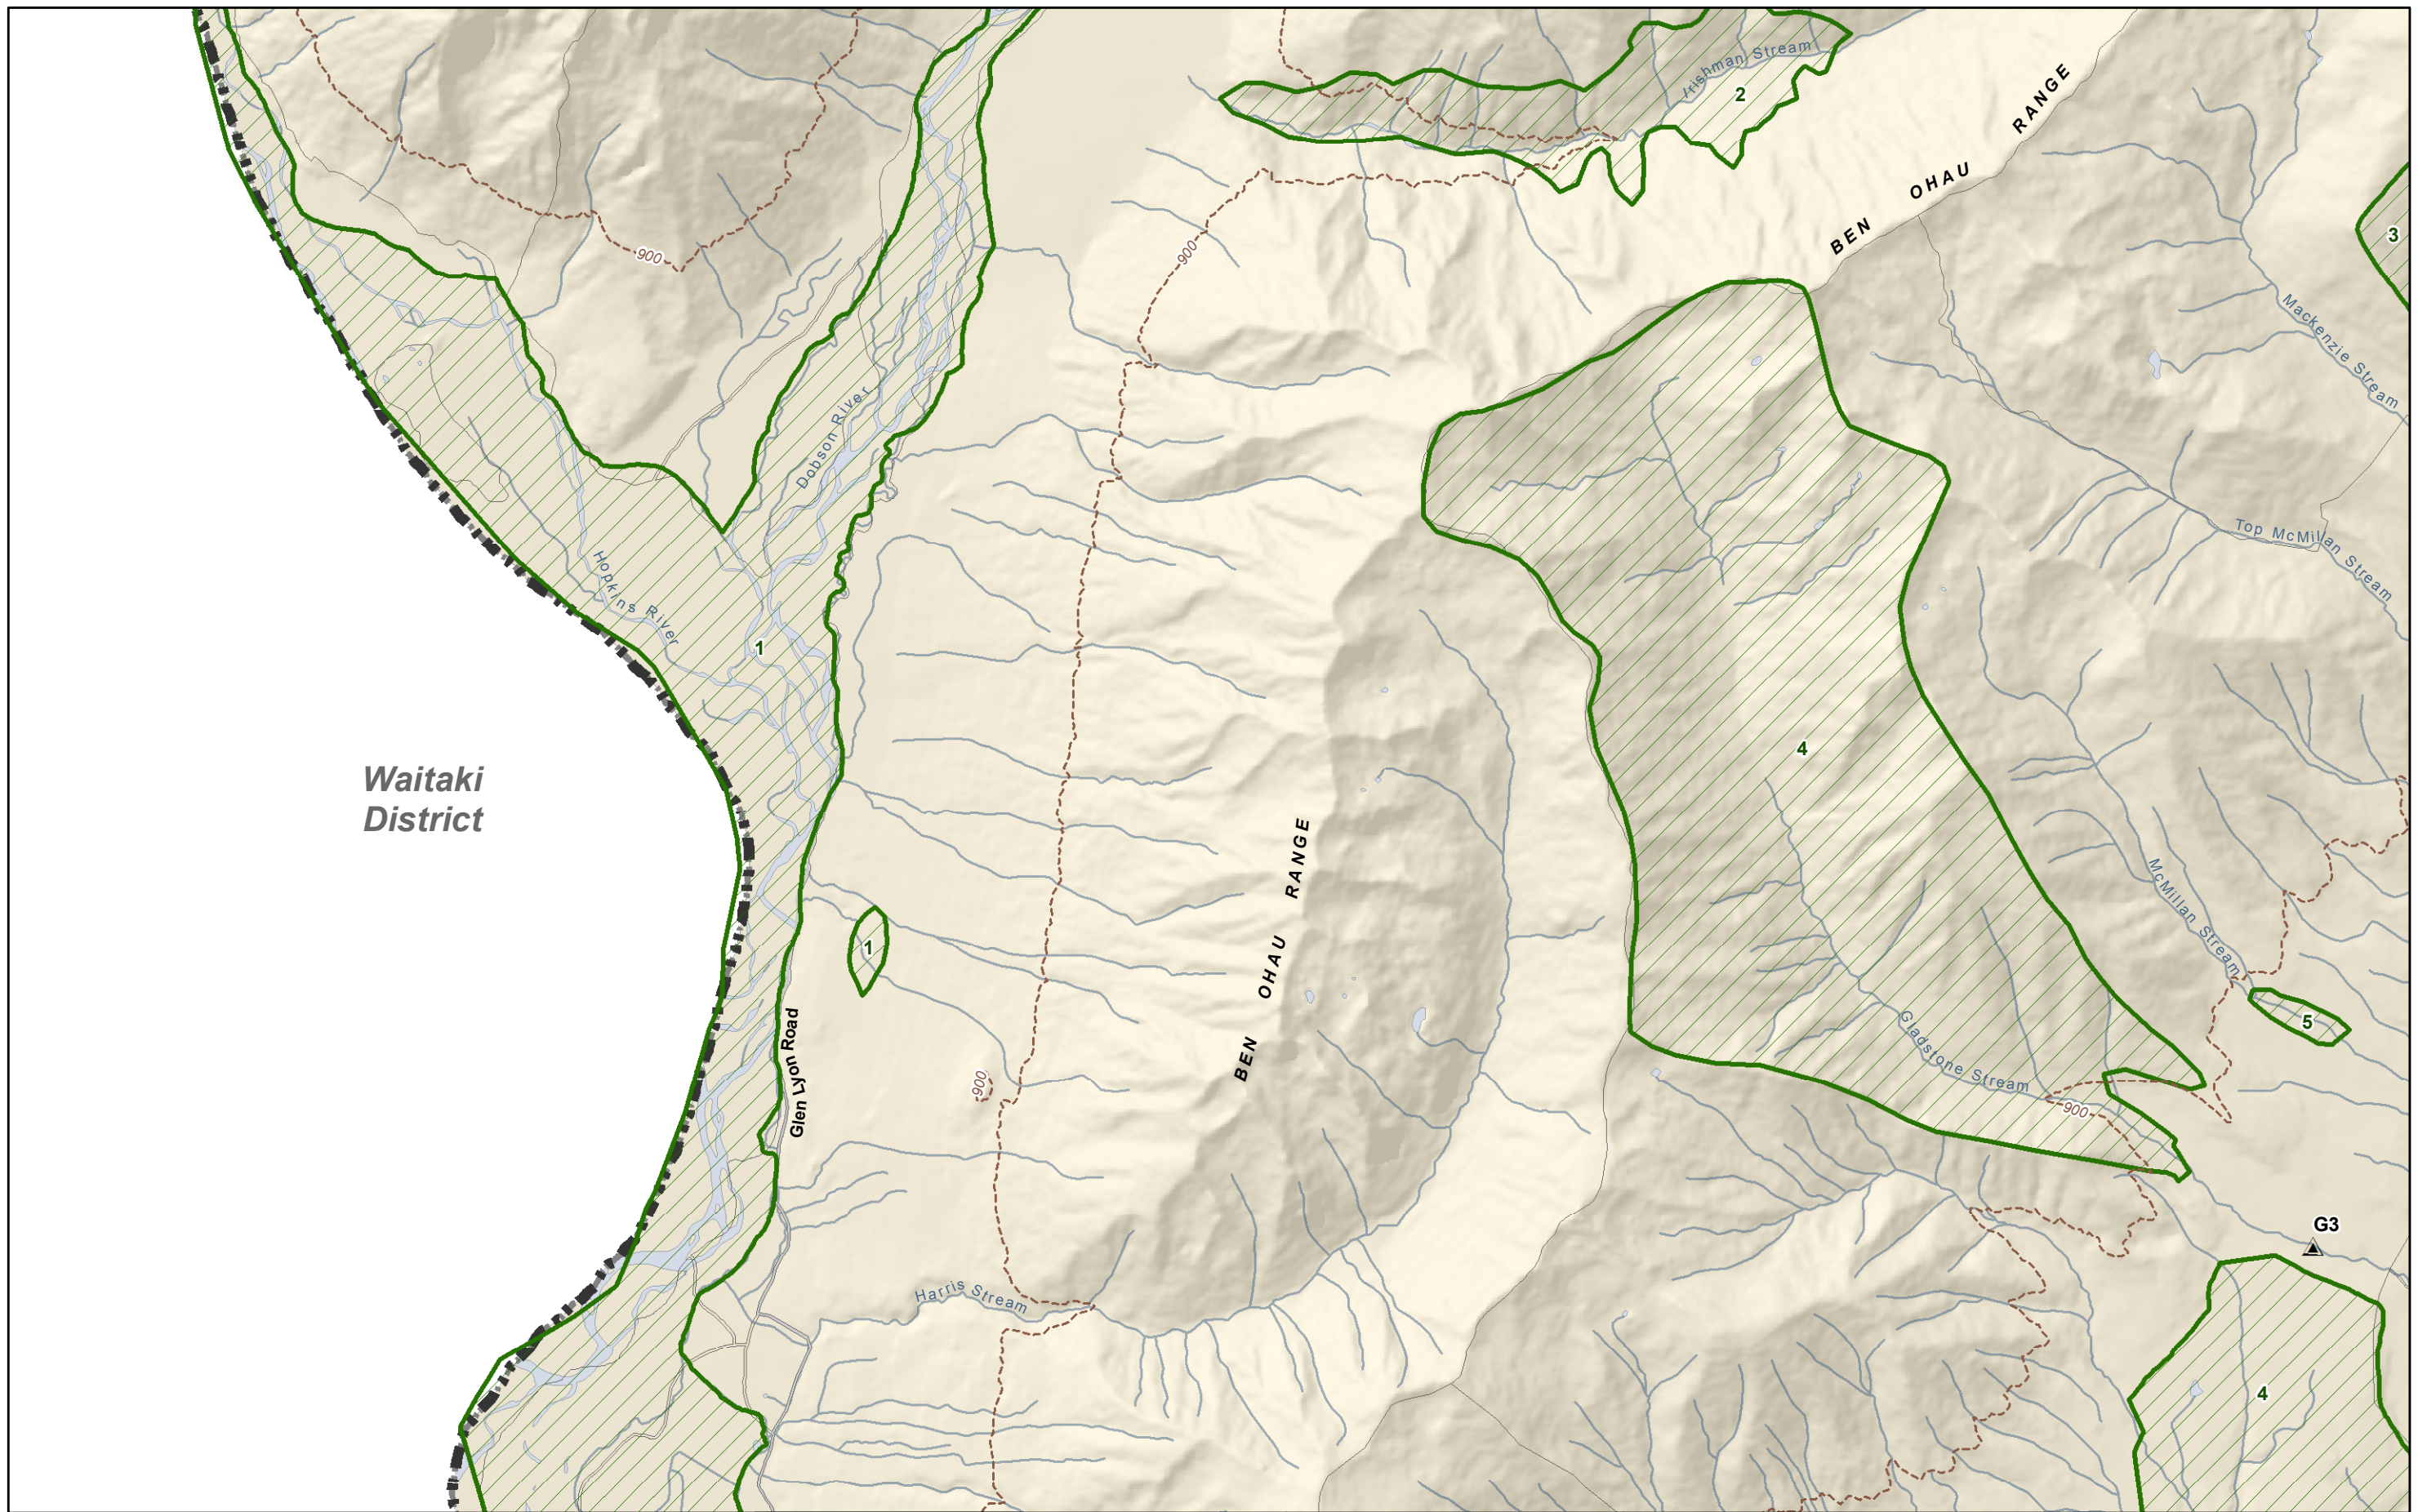 Irishman Stream
2
BEN OHAU RANGE
3
900
900
Mackenzie Stream
Dobson River
Top McMillan Stream
Hopkins River
1
4
Waitaki
District
BEN OHAU RANGE
McMillan Stream
1
5
Glen Lyon Road
Gladstone Stream
900
900
G3
Harris Stream
4